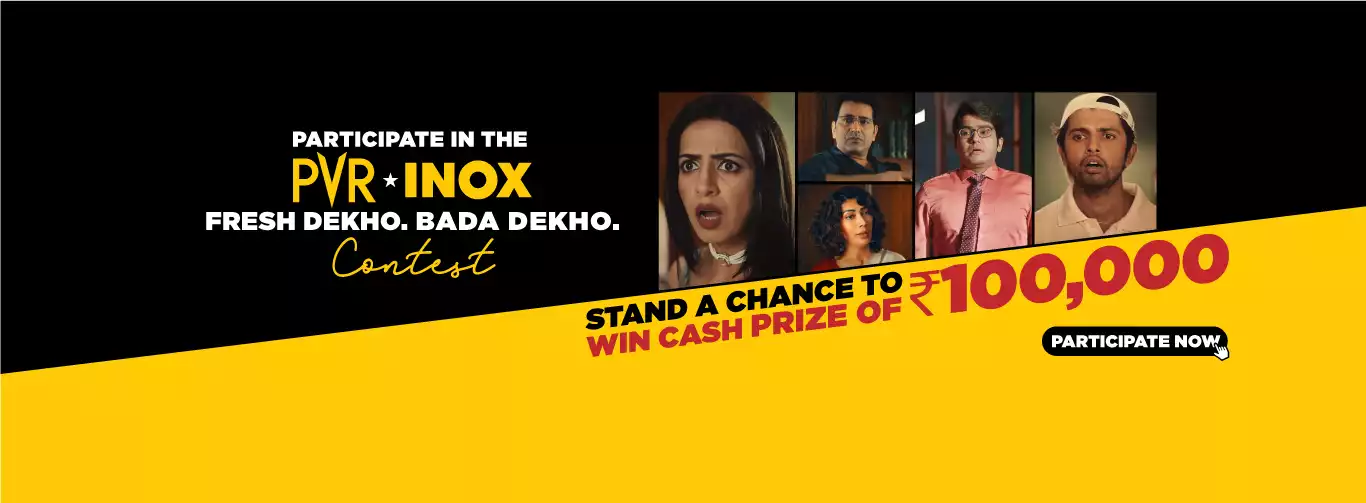 PARTICIPATE IN THE
PVR ★ INOX
FRESH DEKHO. BADA DEKHO.
Contest
STAND A CHANCE TO
WIN CASH PRIZE OF ₹100,000
PARTICIPATE NOW